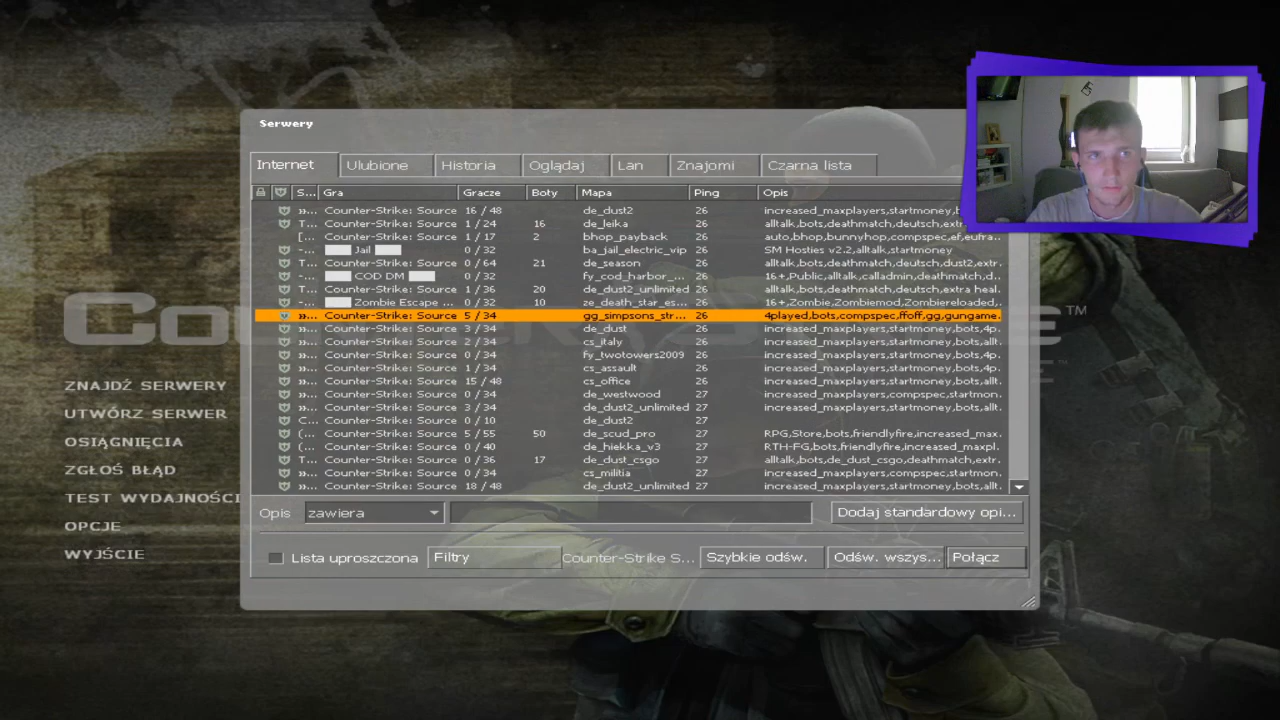 Serwery
Internet Ulubione Historia Oglądaj Lan Znajomi Czarna lista
S... Gra Gracze Boty Mapa Ping Opis
»... Counter-Strike: Source 16 / 48 de_dust2 26 increased_maxplayers,startmoney,b
T... Counter-Strike: Source 1 / 24 16 de_leika 26 alltalk,bots,deathmatch,deutsch,extr
[... Counter-Strike: Source 1 / 17 2 bhop_payback 26 auto,bhop,bunnyhop,compspec,ef,eufra..
-... Jail 0 / 32 ba_jail_electric_vip 26 SM Hosties v2.2,alltalk,startmoney
T... Counter-Strike: Source 0 / 64 21 de_season 26 alltalk,bots,deathmatch,deutsch,dust2,extr
-... COD DM 0 / 32 fy_cod_harbor_... 26 16+,Public,alltalk,calladmin,deathmatch,d..
T... Counter-Strike: Source 1 / 36 20 de_dust2_unlimited 26 alltalk,bots,deathmatch,deutsch,extra heal.
-... Zombie Escape ... 0 / 32 10 ze_death_star_es... 26 16+,Zombie,Zombiemod,Zombiereloaded,..
»... Counter-Strike: Source 5 / 34 gg_simpsons_str... 26 4played,bots,compspec,ffoff,gg,gungame.
»... Counter-Strike: Source 3 / 34 de_dust 26 increased_maxplayers,startmoney,bots,4p.
»... Counter-Strike: Source 2 / 34 cs_italy 26 increased_maxplayers,startmoney,bots,allt.
»... Counter-Strike: Source 0 / 34 fy_twotowers2009 26 increased_maxplayers,startmoney,bots,4p.
»... Counter-Strike: Source 1 / 34 cs_assault 26 increased_maxplayers,startmoney,bots,4p.
»... Counter-Strike: Source 15 / 48 cs_office 26 increased_maxplayers,startmoney,bots,allt.
»... Counter-Strike: Source 0 / 34 de_westwood 27 increased_maxplayers,compspec,startmon.
»... Counter-Strike: Source 3 / 34 de_dust2_unlimited 27 increased_maxplayers,startmoney,bots,allt.
C... Counter-Strike: Source 0 / 10 de_dust2 27
(... Counter-Strike: Source 5 / 55 50 de_scud_pro 27 RPG,Store,bots,friendlyfire,increased_max.
(... Counter-Strike: Source 0 / 40 de_hiekka_v3 27 RTH-FG,bots,friendlyfire,increased_maxpl.
T... Counter-Strike: Source 0 / 36 17 de_dust_csgo 27 alltalk,bots,de_dust_csgo,deathmatch,extr.
»... Counter-Strike: Source 0 / 34 cs_militia 27 increased_maxplayers,compspec,startmon.
»... Counter-Strike: Source 18 / 48 de_dust2_unlimited 27 increased_maxplayers,startmoney,bots,allt.
Opis zawiera Dodaj standardowy opi...
Lista uproszczona Filtry Counter-Strike S... Szybkie odśw. Odśw. wszys... Połącz
ZNAJDŹ SERWERY
UTWÓRZ SERWER
OSIĄGNIĘCIA
ZGŁOŚ BŁĄD
TEST WYDAJNOŚCI
OPCJE
WYJŚCIE